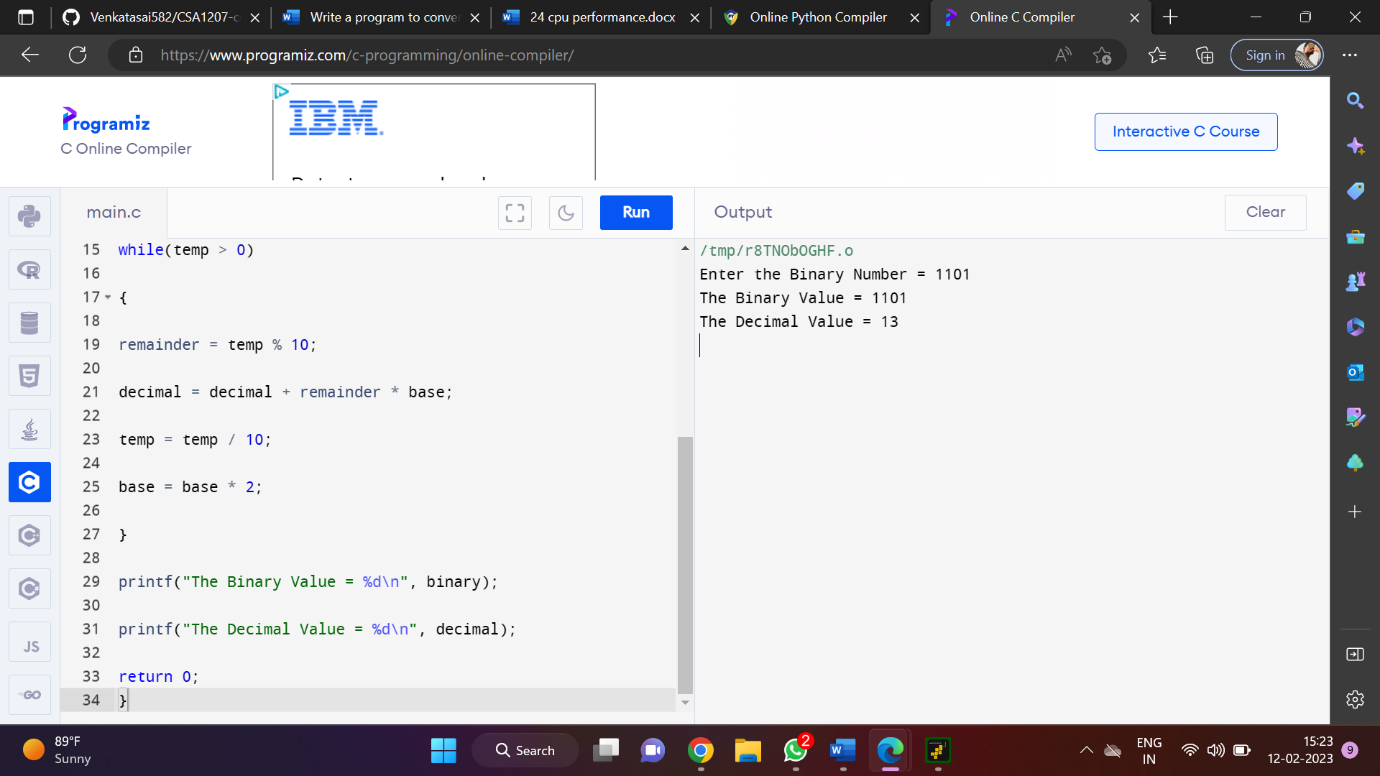 Venkatasai582/CSA1207-c
Write a program to conver
24 cpu performance.docx
Online Python Compiler
Online C Compiler
https://www.programiz.com/c-programming/online-compiler/
Sign in
Programiz
C Online Compiler
IBM
Interactive C Course
main.c
Run
Output
Clear
15 while(temp > 0)
16
17 {
18
19 remainder = temp % 10;
20
21 decimal = decimal + remainder * base;
22
23 temp = temp / 10;
24
25 base = base * 2;
26
27 }
28
29 printf("The Binary Value = %d\n", binary);
30
31 printf("The Decimal Value = %d\n", decimal);
32
33 return 0;
34 }
/tmp/r8TNObOGHF.o
Enter the Binary Number = 1101
The Binary Value = 1101
The Decimal Value = 13
JS
GO
89°F
Sunny
Search
2
ENG
IN
15:23
12-02-2023
9